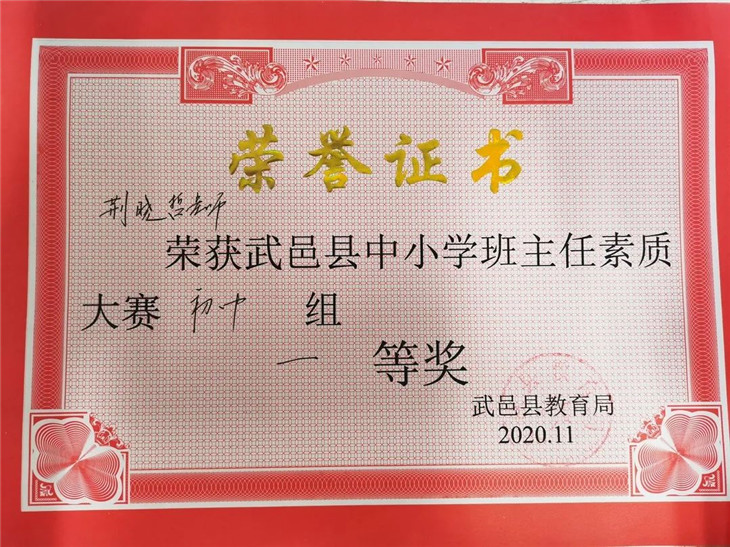 荣誉证书
荆晓哲老师
荣获武邑县中小学班主任素质
大赛 初中 组
一 等奖
武邑县教育局
2020.11